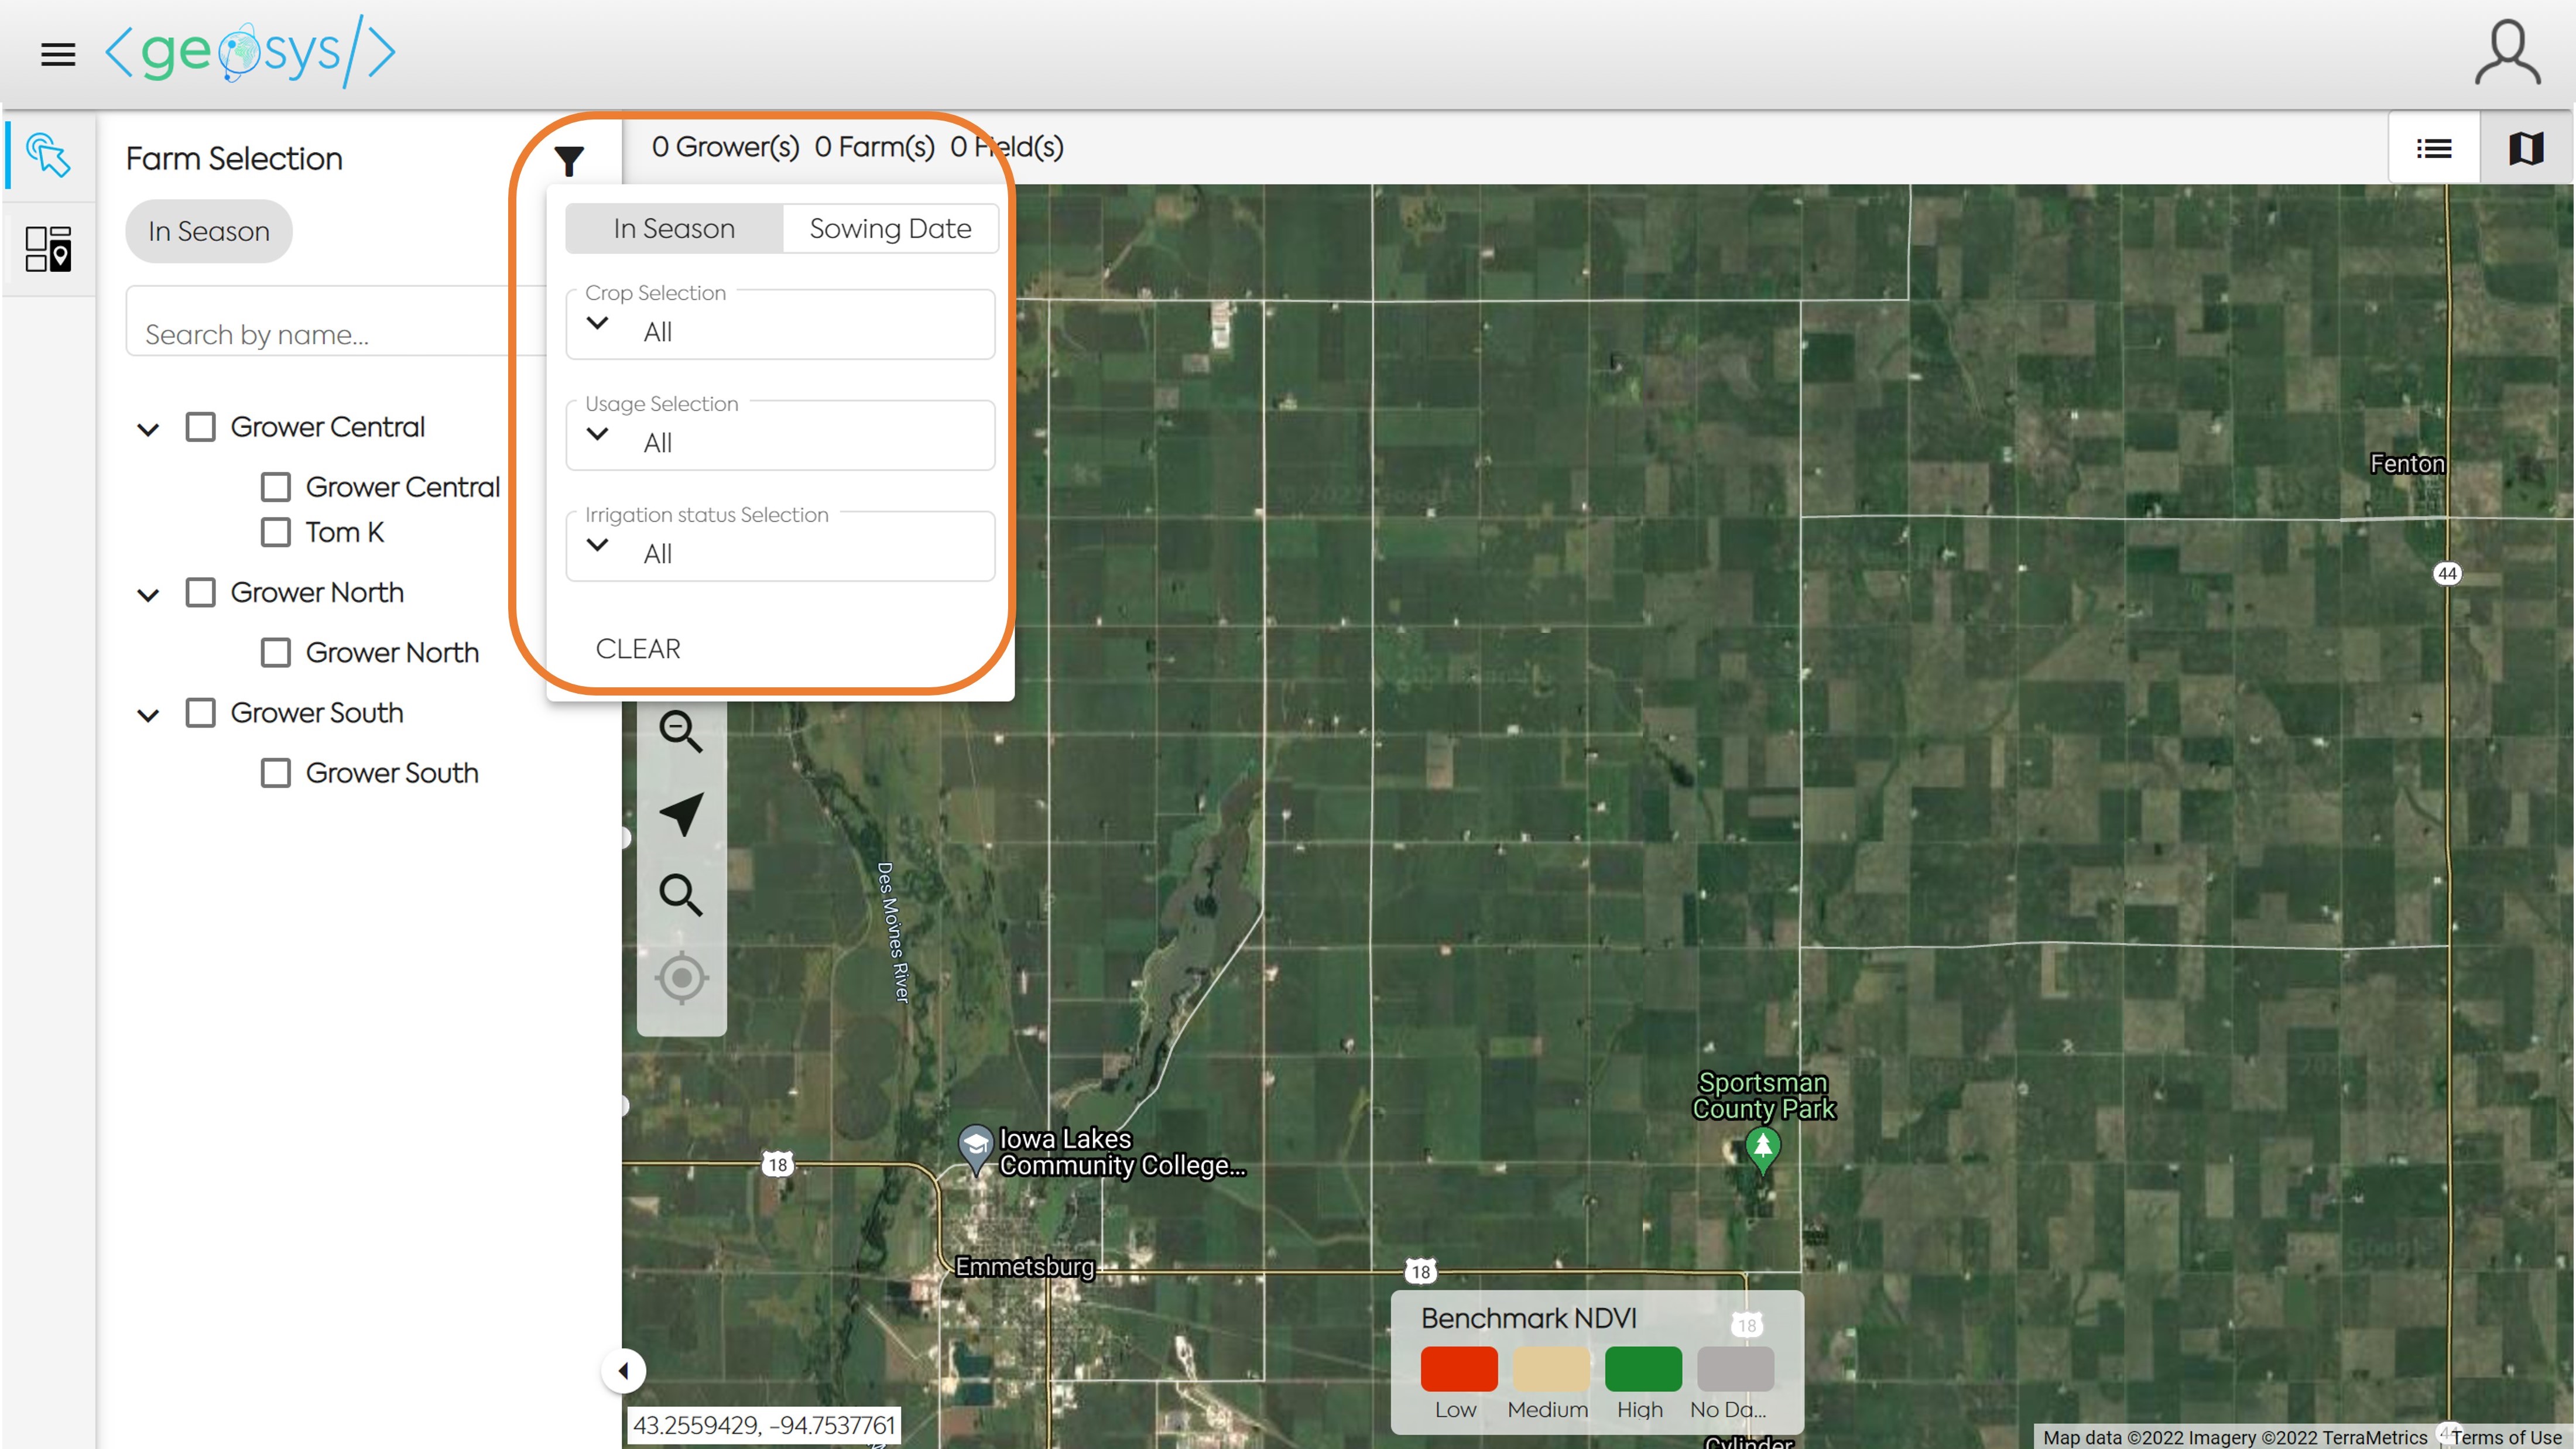 <geosys/>
Farm Selection
0 Grower(s) 0 Farm(s) 0 Field(s)
In Season
Search by name...
Grower Central
Grower Central
Tom K
Grower North
Grower North
Grower South
Grower South
In Season
Sowing Date
Crop Selection
All
Usage Selection
All
Irrigation status Selection
All
CLEAR
Fenton
44
Des Moines River
Sportsman
County Park
Iowa Lakes
Community College...
18
Emmetsburg
18
Benchmark NDVI
18
Low
Medium
High
No Da...
43.2559429, -94.7537761
Cylinder
Map data ©2022 Imagery ©2022 TerraMetrics
Terms of Use